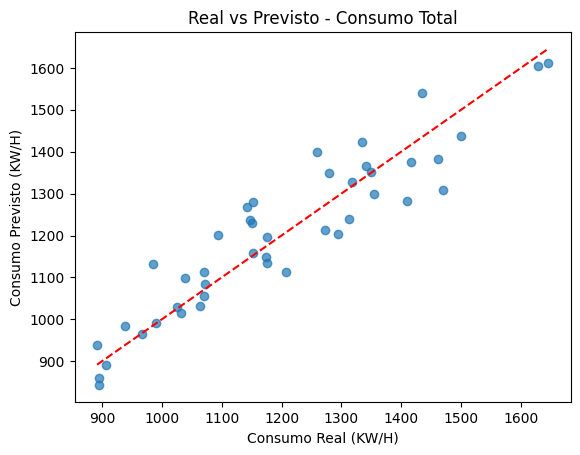 Real vs Previsto - Consumo Total
Consumo Previsto (KW/H)
1600
1500
1400
1300
1200
1100
1000
900
900 1000 1100 1200 1300 1400 1500 1600
Consumo Real (KW/H)